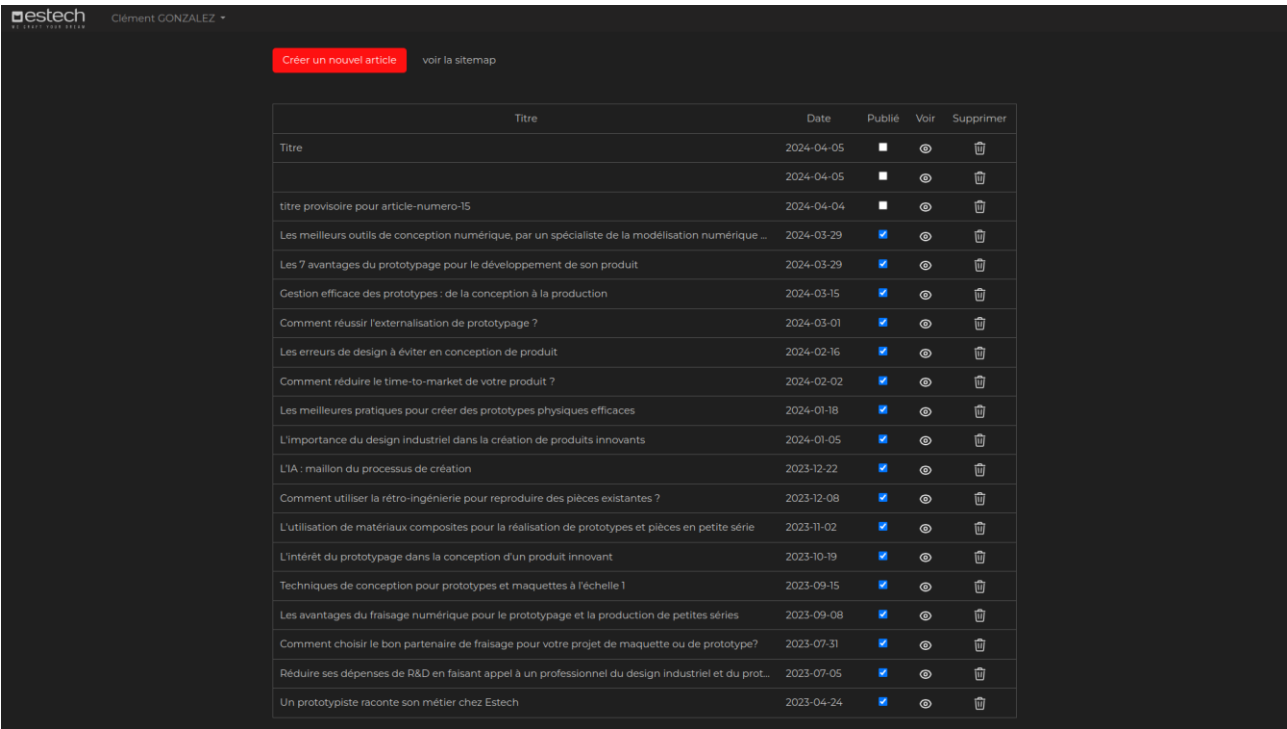 estech Clément GONZALEZ
WE CRAFT YOUR DREAM
Créer un nouvel article voir la sitemap
Titre Date Publié Voir Supprimer
Titre 2024-04-05
2024-04-05
titre provisoire pour article-numero-15 2024-04-04
Les meilleurs outils de conception numérique, par un spécialiste de la modélisation numérique ... 2024-03-29
Les 7 avantages du prototypage pour le développement de son produit 2024-03-29
Gestion efficace des prototypes : de la conception à la production 2024-03-15
Comment réussir l'externalisation de prototypage ? 2024-03-01
Les erreurs de design à éviter en conception de produit 2024-02-16
Comment réduire le time-to-market de votre produit ? 2024-02-02
Les meilleures pratiques pour créer des prototypes physiques efficaces 2024-01-18
L'importance du design industriel dans la création de produits innovants 2024-01-05
L'IA : maillon du processus de création 2023-12-22
Comment utiliser la rétro-ingénierie pour reproduire des pièces existantes ? 2023-12-08
L'utilisation de matériaux composites pour la réalisation de prototypes et pièces en petite série 2023-11-02
L'intérêt du prototypage dans la conception d'un produit innovant 2023-10-19
Techniques de conception pour prototypes et maquettes à l'échelle 1 2023-09-15
Les avantages du fraisage numérique pour le prototypage et la production de petites séries 2023-09-08
Comment choisir le bon partenaire de fraisage pour votre projet de maquette ou de prototype? 2023-07-31
Réduire ses dépenses de R&D en faisant appel à un professionnel du design industriel et du prot... 2023-07-05
Un prototypiste raconte son métier chez Estech 2023-04-24